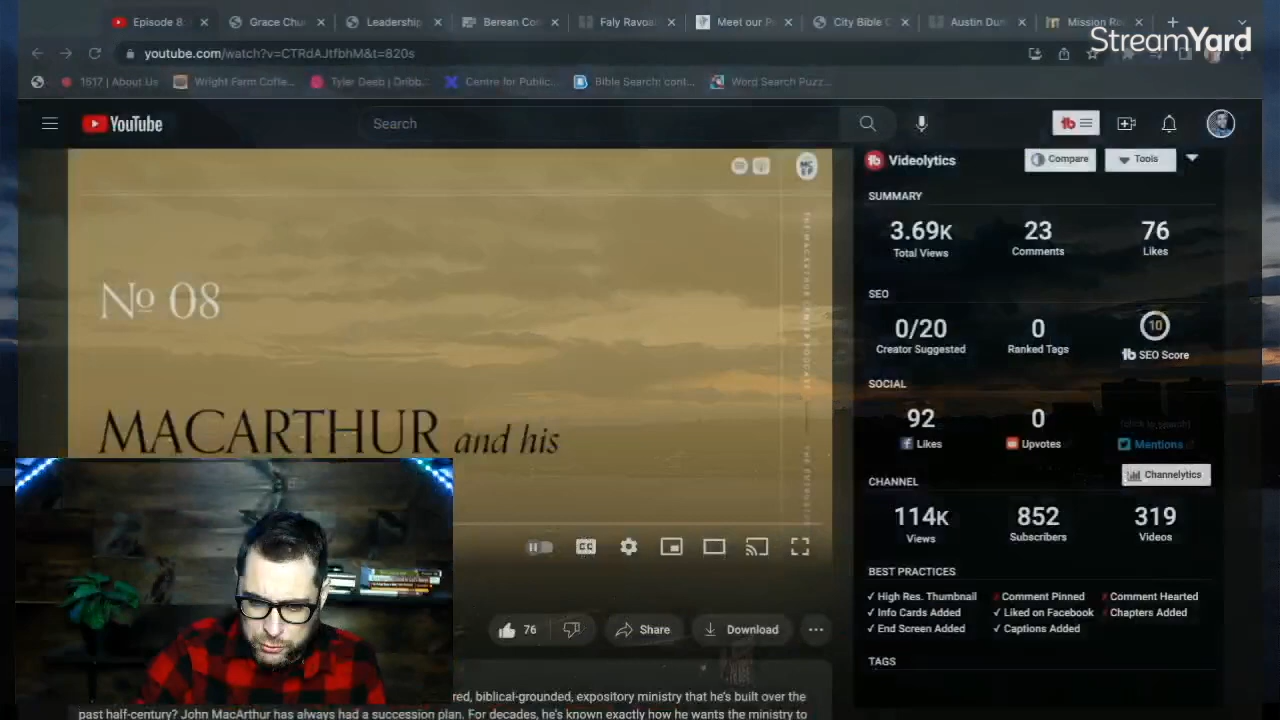 Episode 8:
Grace Chu
Leadership
Berean Co
Faly Ravoa
Meet our P
City Bible C
Austin Du
Mission Ro
StreamYard
youtube.com/watch?v=CTRdAJtfbhM&t=820s
1517 | About Us
Wright Farm Coffe...
Tyler Deeb | Dribb...
Centre for Public...
Bible Search: cont...
Word Search Puzz...
YouTube
Search
Videolytics
Compare
Tools
SUMMARY
3.69K
23
76
Total Views
Comments
Likes
№ 08
SEO
0/20
0
10
Creator Suggested
Ranked Tags
tb SEO Score
SOCIAL
92
0
Likes
Upvotes
Mentions
MACARTHUR and his
Channelytics
CHANNEL
114K
852
319
Views
Subscribers
Videos
CC
BEST PRACTICES
High Res. Thumbnail
Comment Pinned
Comment Hearted
Info Cards Added
Liked on Facebook
Chapters Added
End Screen Added
Captions Added
76
Share
Download
TAGS
red, biblical-grounded, expository ministry that he's built over the
past half-century? John MacArthur has always had a succession plan. For decades, he's known exactly how he wants the ministry to